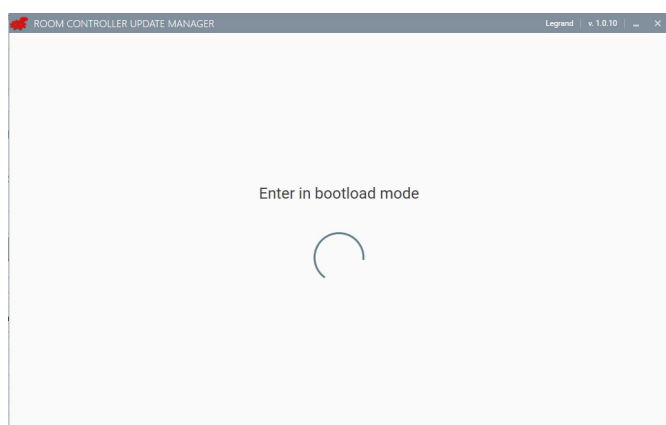 ROOM CONTROLLER UPDATE MANAGER
Legrand | v. 1.0.10
Enter in bootload mode